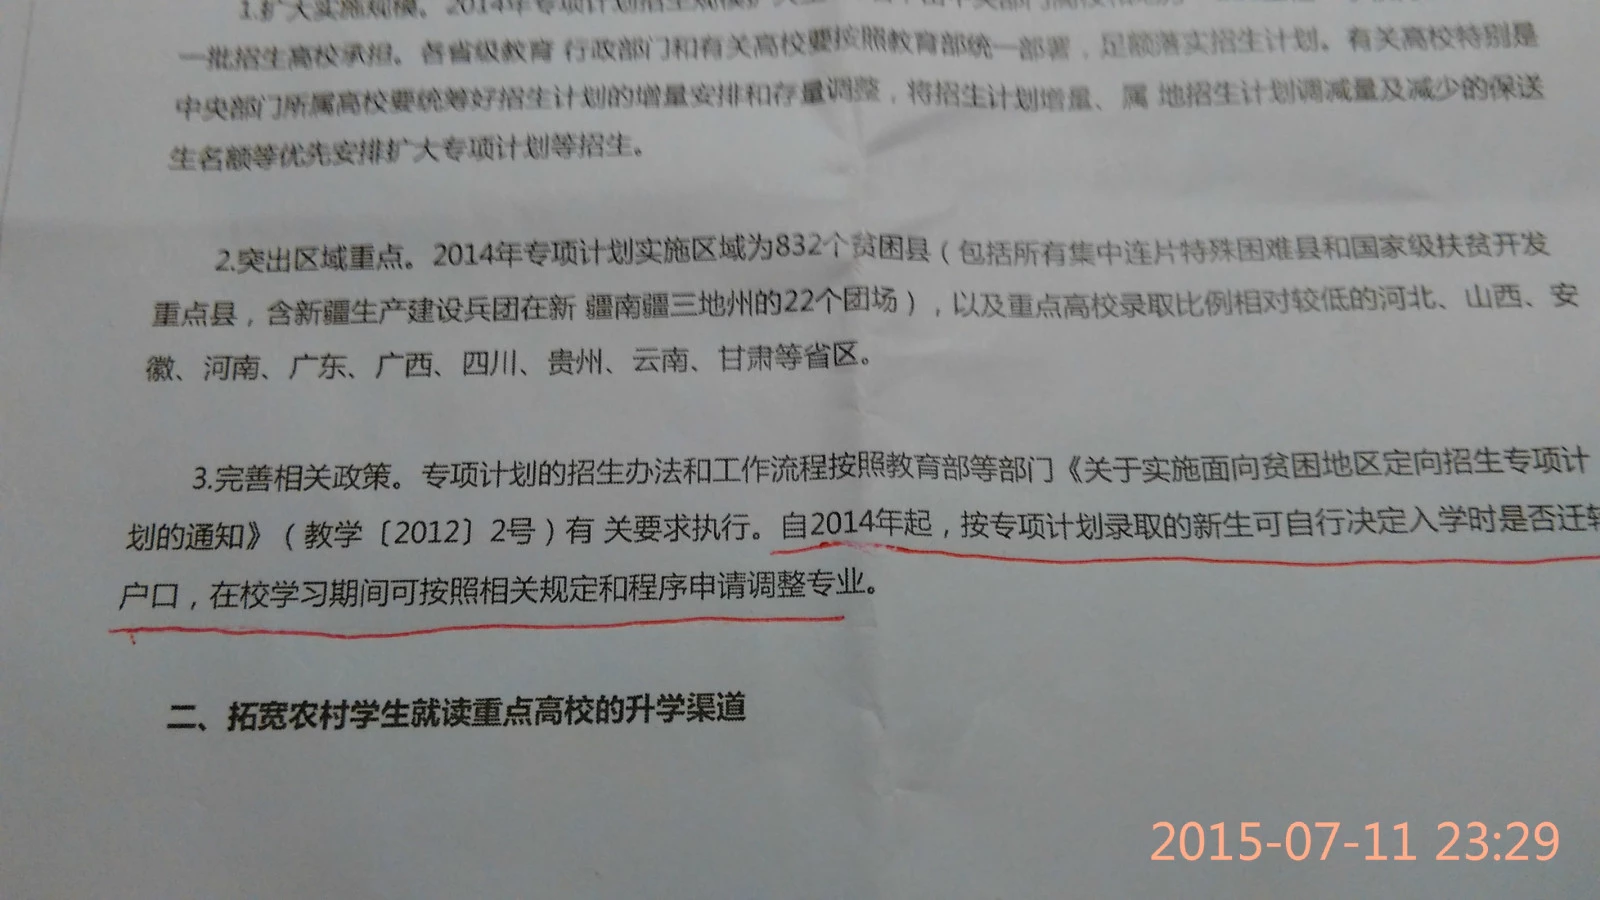 1.扩大实施规模。2014年专项计划招生规模扩大至
一批招生高校承担。各省级教育 行政部门和有关高校要按照教育部统一部署，足额落实招生计划。有关高校特别是
中央部门所属高校要统筹好招生计划的增量安排和存量调整，将招生计划增量、属 地招生计划调减量及减少的保送
生名额等优先安排扩大专项计划等招生。
2.突出区域重点。2014年专项计划实施区域为832个贫困县（包括所有集中连片特殊困难县和国家级扶贫开发
重点县，含新疆生产建设兵团在新 疆南疆三地州的22个团场），以及重点高校录取比例相对较低的河北、山西、安
徽、河南、广东、广西、四川、贵州、云南、甘肃等省区。
3.完善相关政策。专项计划的招生办法和工作流程按照教育部等部门《关于实施面向贫困地区定向招生专项计
划的通知》（教学〔2012〕2号）有 关要求执行。自2014年起，按专项计划录取的新生可自行决定入学时是否迁转
户口，在校学习期间可按照相关规定和程序申请调整专业。
二、拓宽农村学生就读重点高校的升学渠道
2015-07-11 23:29